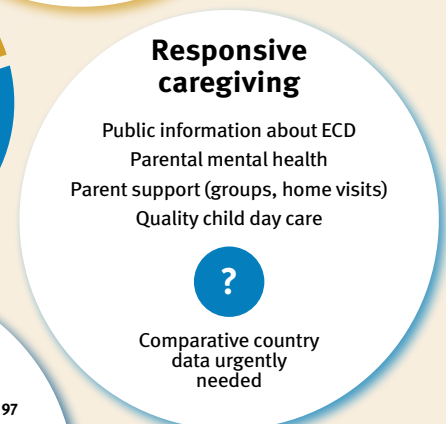 Responsive
caregiving
Public information about ECD
Parental mental health
Parent support (groups, home visits)
Quality child day care
?
Comparative country
data urgently
needed
97